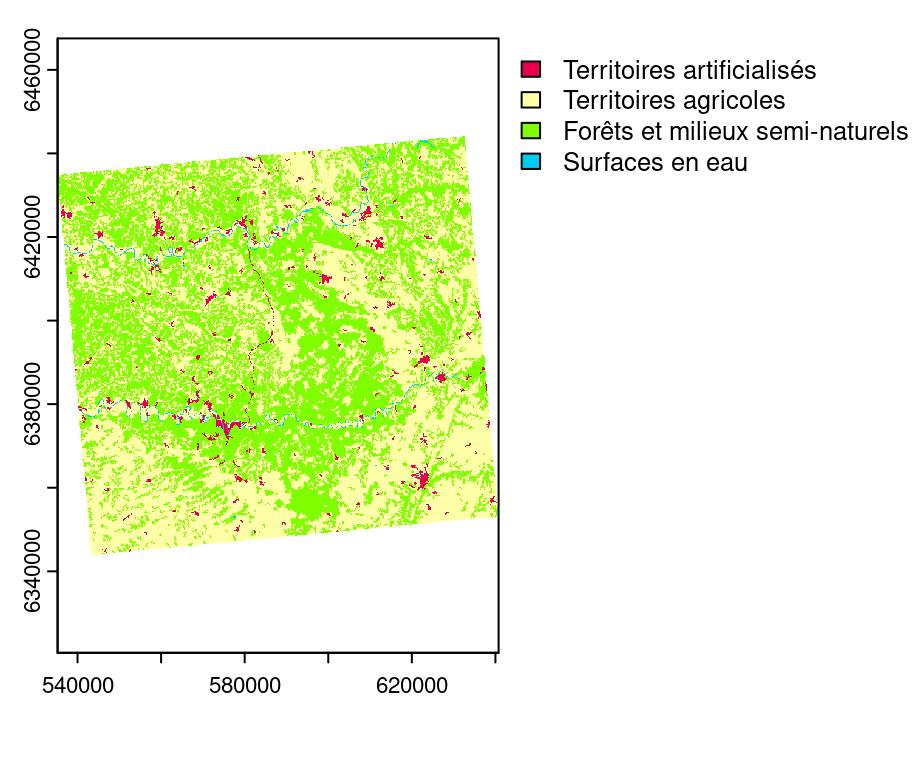 6460000
6420000
6380000
6340000
540000 580000 620000
Territoires artificialisés
Territoires agricoles
Forêts et milieux semi-naturels
Surfaces en eau